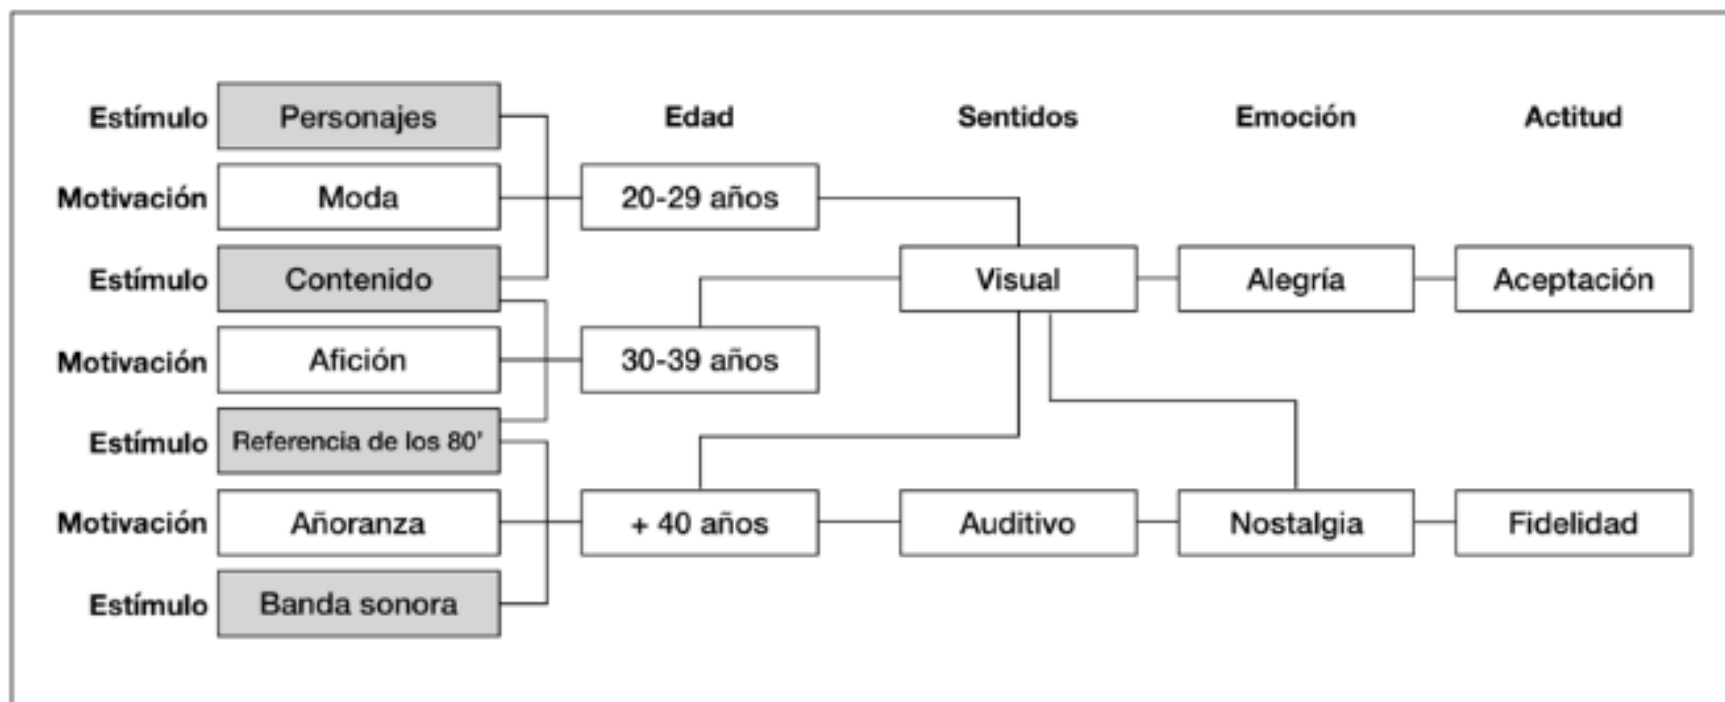 Estímulo Personajes Edad Sentidos Emoción Actitud
Motivación Moda 20-29 años
Estímulo Contenido Visual Alegría Aceptación
Motivación Afición 30-39 años
Estímulo Referencia de los 80'
Motivación Añoranza + 40 años Auditivo Nostalgia Fidelidad
Estímulo Banda sonora